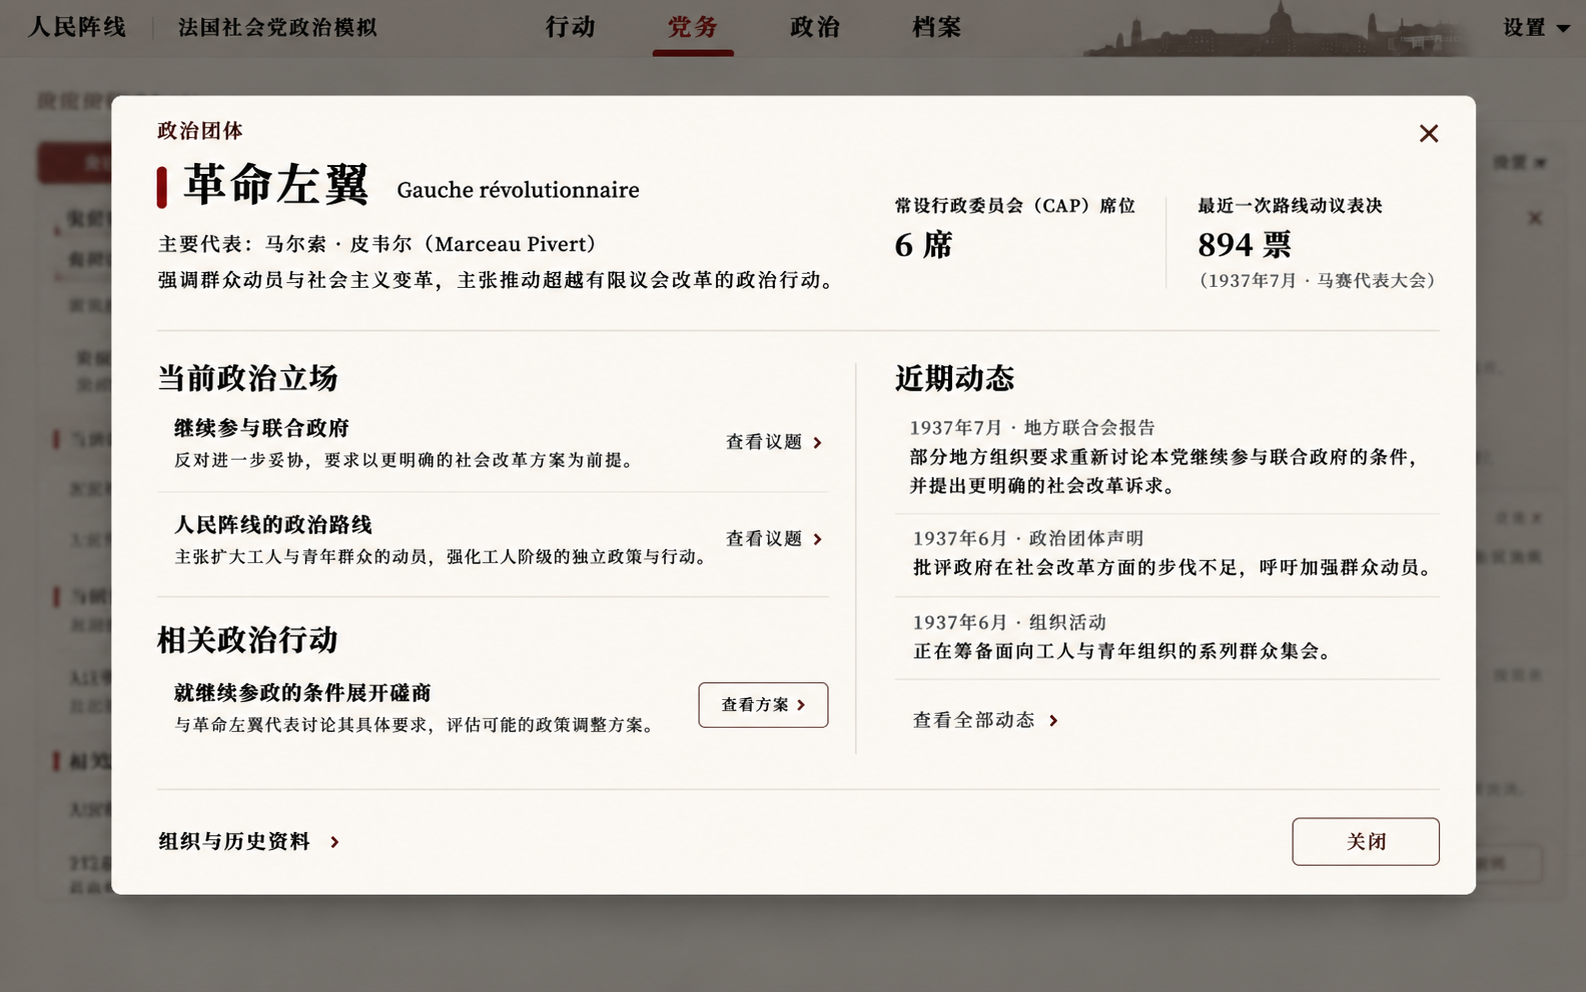 人民阵线
法国社会党政治模拟
行动
党务
政治
档案
设置
政治团体
革命左翼 Gauche révolutionnaire
主要代表：马尔索 · 皮韦尔（Marceau Pivert）
强调群众动员与社会主义变革，主张推动超越有限议会改革的政治行动。
常设行政委员会（CAP）席位
6 席
最近一次路线动议表决
894 票
（1937年7月 · 马赛代表大会）
当前政治立场
继续参与联合政府
反对进一步妥协，要求以更明确的社会改革方案为前提。
查看议题
人民阵线的政治路线
主张扩大工人与青年群众的动员，强化工人阶级的独立政策与行动。
查看议题
相关政治行动
就继续参政的条件展开磋商
与革命左翼代表讨论其具体要求，评估可能的政策调整方案。
查看方案
近期动态
1937年7月 · 地方联合会报告
部分地方组织要求重新讨论本党继续参与联合政府的条件，
并提出更明确的社会改革诉求。
1937年6月 · 政治团体声明
批评政府在社会改革方面的步伐不足，呼吁加强群众动员。
1937年6月 · 组织活动
正在筹备面向工人与青年组织的系列群众集会。
查看全部动态
组织与历史资料
关闭